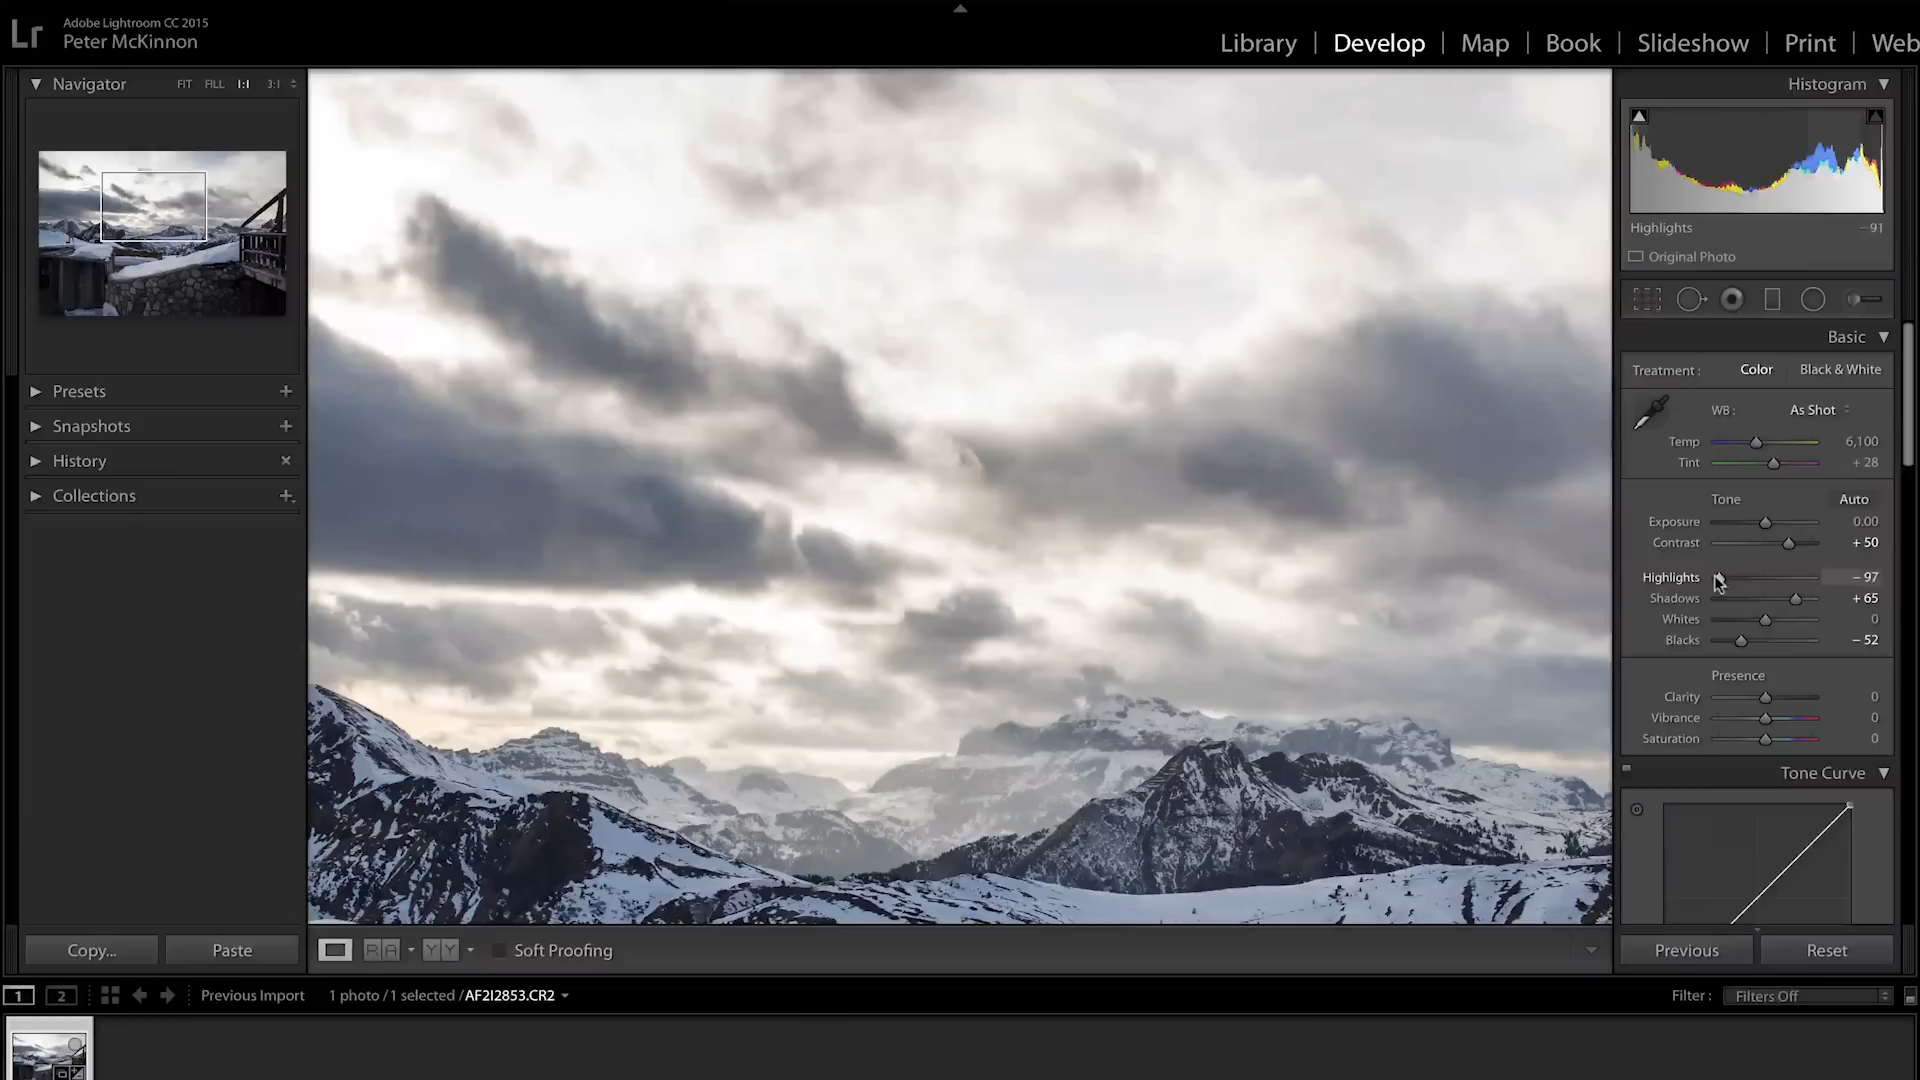 Lr
Adobe Lightroom CC 2015
Peter McKinnon
Library | Develop | Map | Book | Slideshow | Print | Web
Navigator FIT FILL 1:1 3:1
Presets
Snapshots
History
Collections
Copy... Paste
Histogram
Highlights – 91
Original Photo
Basic
Treatment : Color Black & White
WB : As Shot
Temp 6,100
Tint + 28
Tone Auto
Exposure 0.00
Contrast + 50
Highlights – 97
Shadows + 65
Whites 0
Blacks – 52
Presence
Clarity 0
Vibrance 0
Saturation 0
Tone Curve
Previous Reset
R A Y Y Soft Proofing
1 2 Previous Import 1 photo / 1 selected / AF2I2853.CR2 Filter : Filters Off